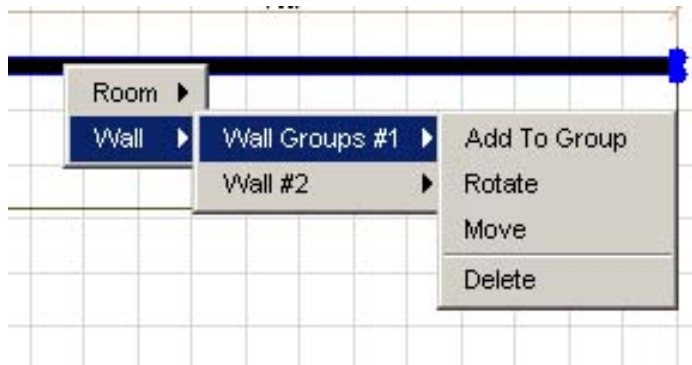 Room
Wall
Wall Groups #1
Wall #2
Add To Group
Rotate
Move
Delete